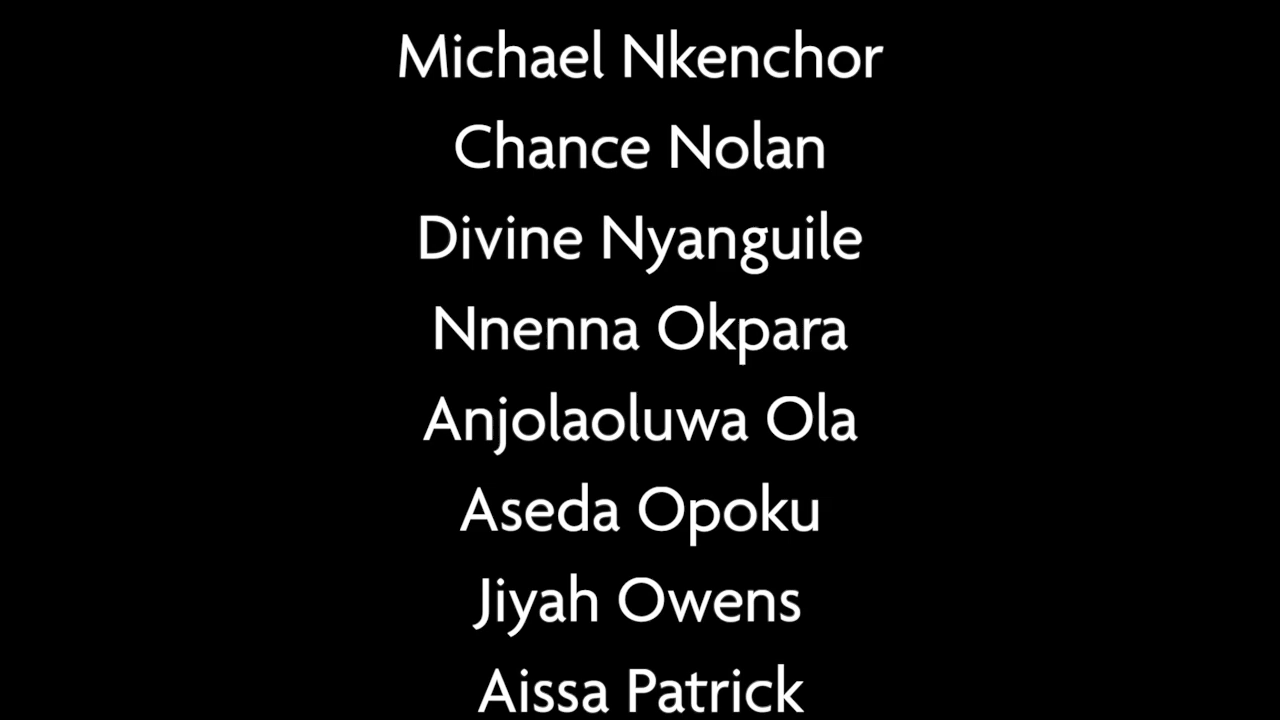 Michael Nkenchor
Chance Nolan
Divine Nyanguile
Nnenna Okpara
Anjolaoluwa Ola
Aseda Opoku
Jiyah Owens
Aissa Patrick